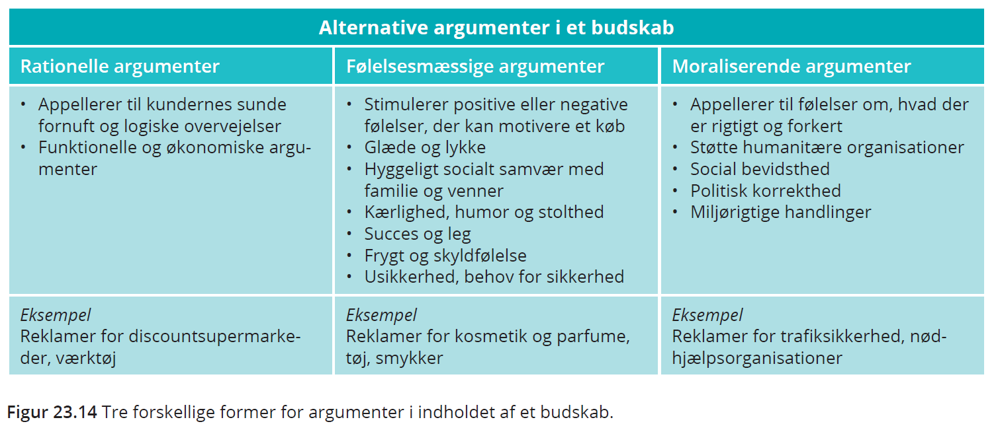 Alternative argumenter i et budskab
Rationelle argumenter
• Appellerer til kundernes sunde
fornuft og logiske overvejelser
• Funktionelle og økonomiske argu-
menter
Eksempel
Reklamer for discountsupermarke-
der, værktøj
Følelsesmæssige argumenter
• Stimulerer positive eller negative
følelser, der kan motivere et køb
• Glæde og lykke
• Hyggeligt socialt samvær med
familie og venner
• Kærlighed, humor og stolthed
• Succes og leg
• Frygt og skyldfølelse
• Usikkerhed, behov for sikkerhed
Eksempel
Reklamer for kosmetik og parfume,
tøj, smykker
Moraliserende argumenter
• Appellerer til følelser om, hvad der
er rigtigt og forkert
• Støtte humanitære organisationer
• Social bevidsthed
• Politisk korrekthed
• Miljørigtige handlinger
Eksempel
Reklamer for trafiksikkerhed, nød-
hjælpsorganisationer
Figur 23.14 Tre forskellige former for argumenter i indholdet af et budskab.